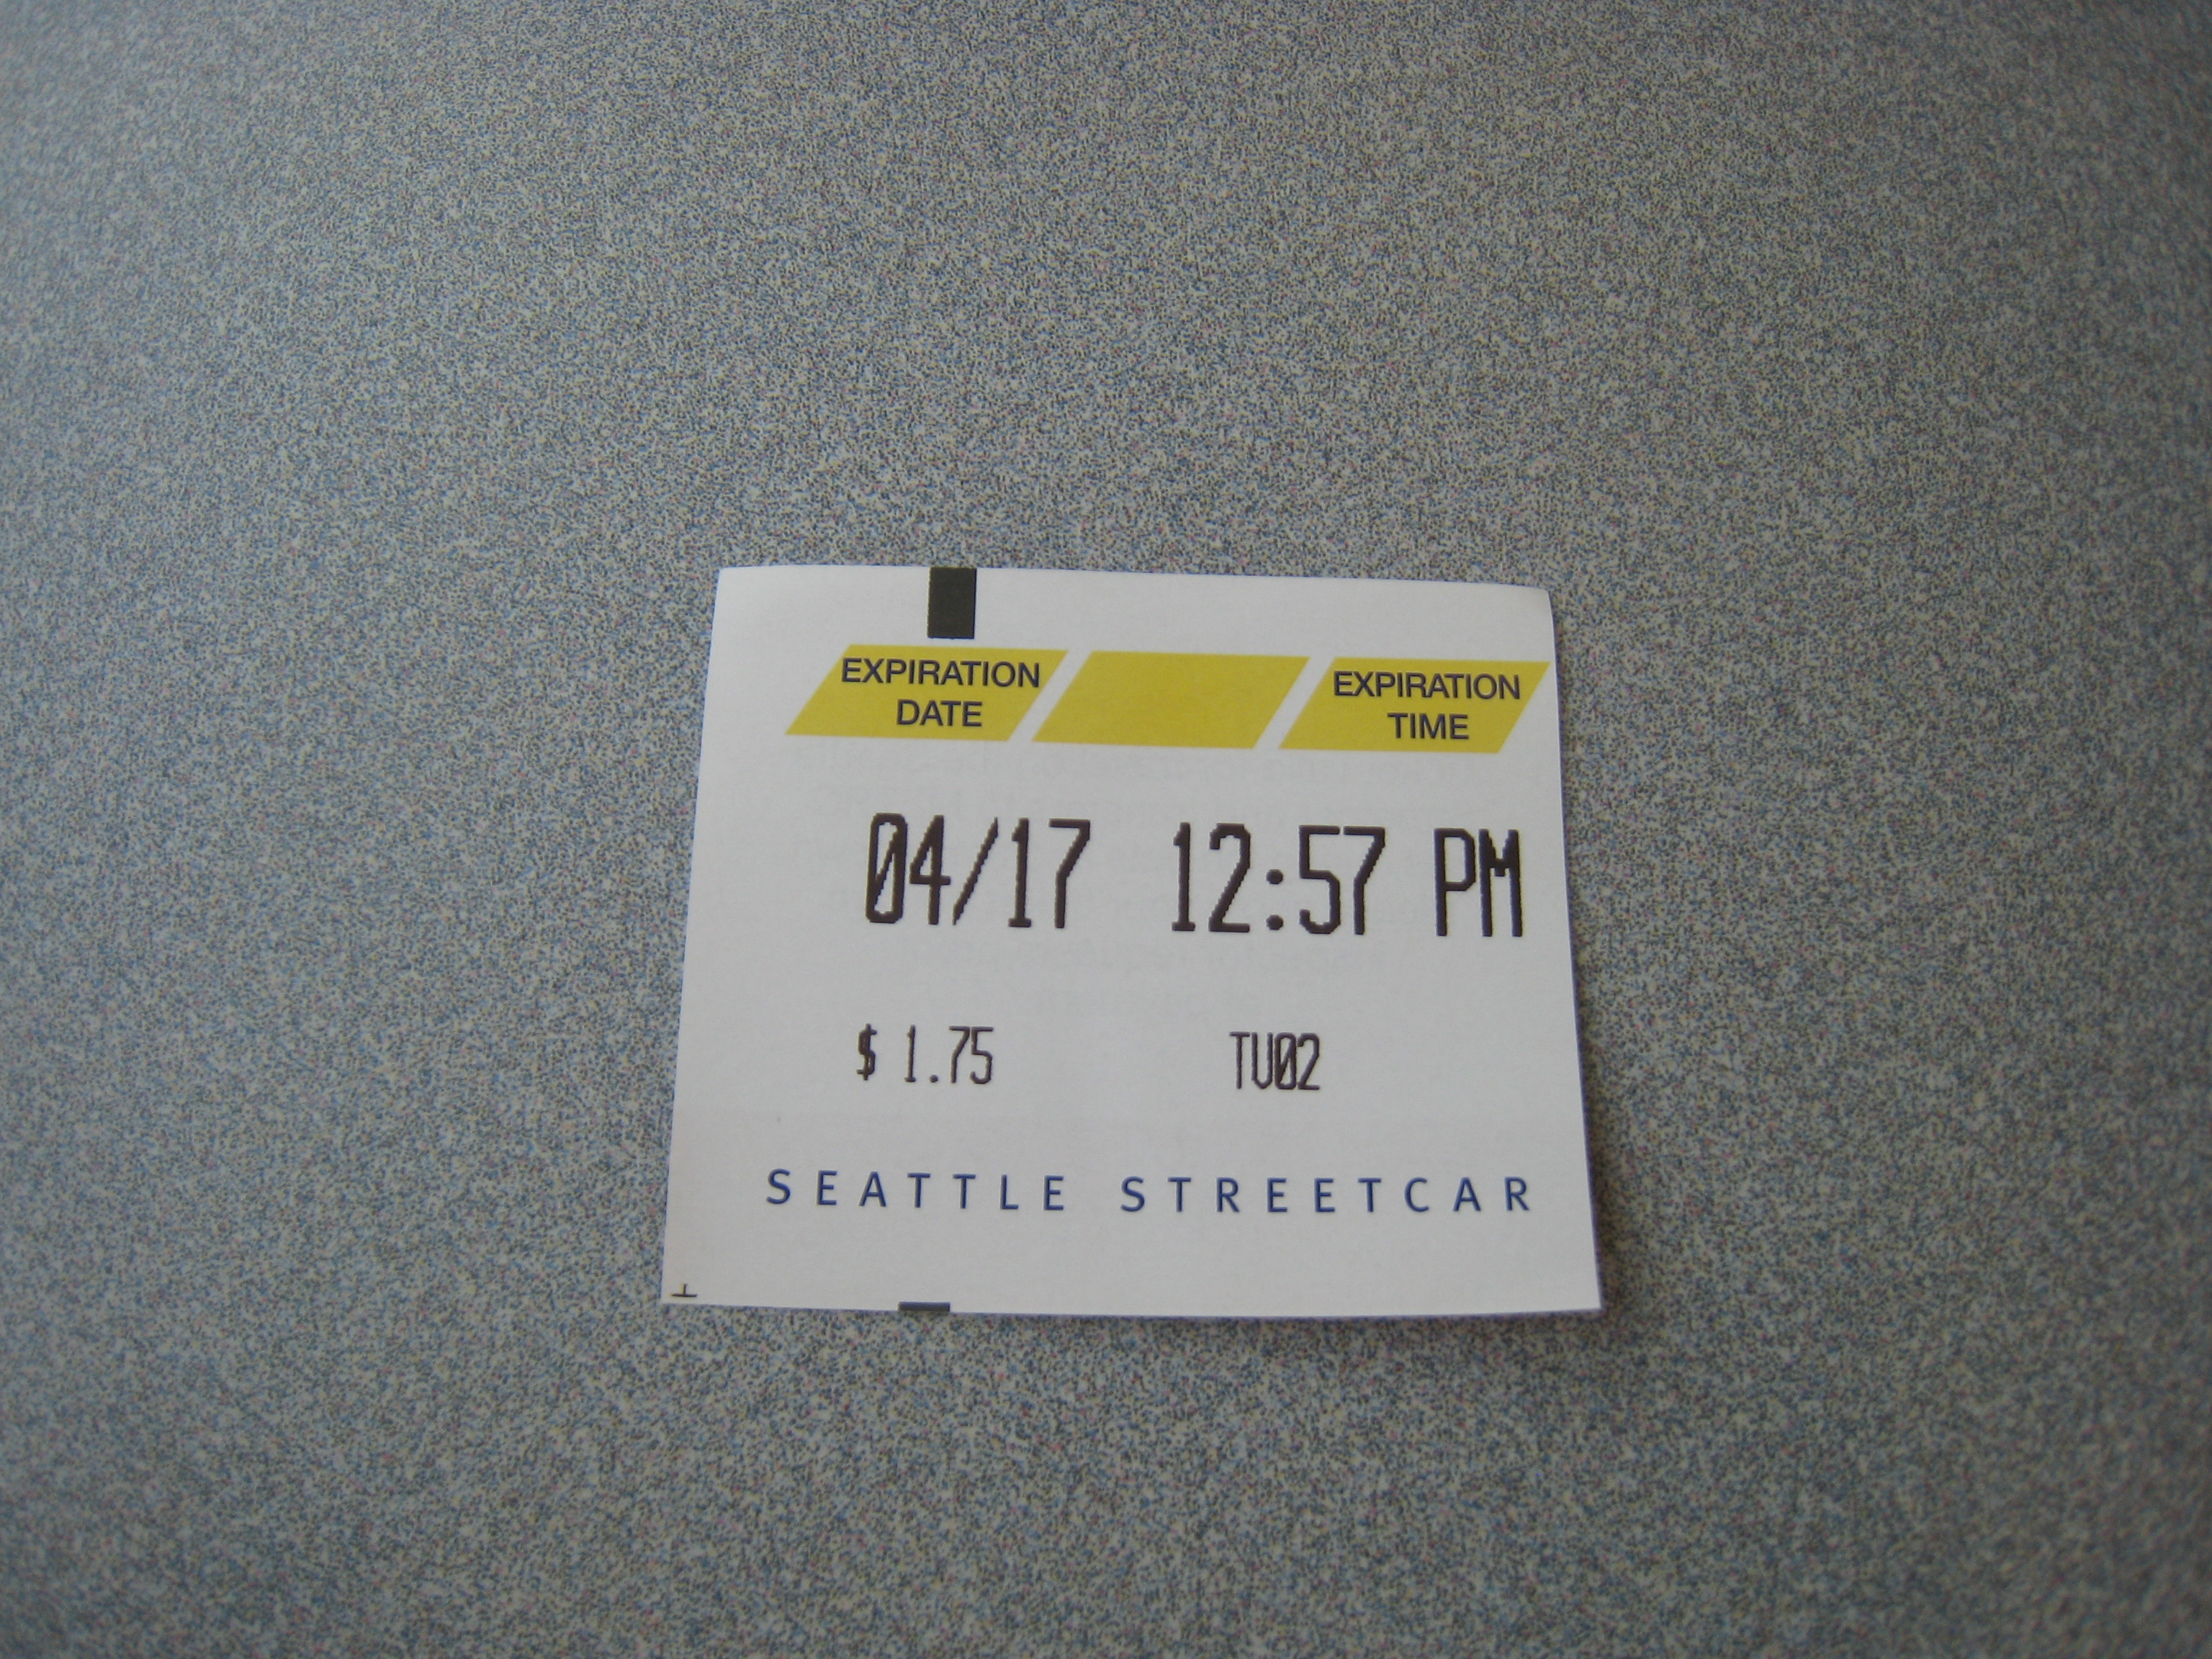 EXPIRATION DATE
EXPIRATION TIME
04/17 12:57 PM
$ 1.75 TU02
SEATTLE STREETCAR